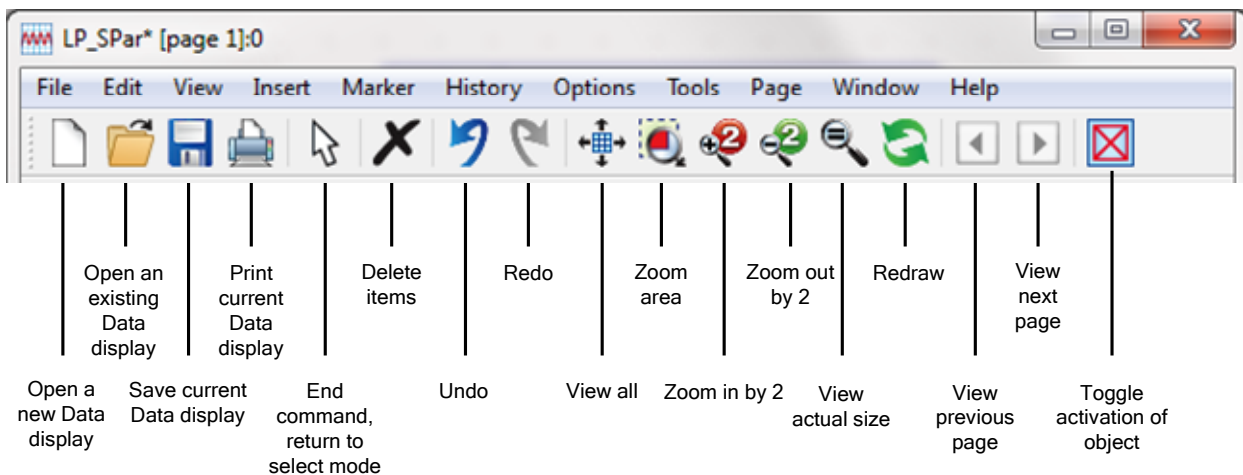 LP_SPar* [page 1]:0
File Edit View Insert Marker History Options Tools Page Window Help
2 2
Open an
existing
Data
display
Print
current
Data
display
Delete
items
Redo
Zoom
area
Zoom out
by 2
Redraw
View
next
page
Open a
new Data
display
Save current
Data display
End
command,
return to
select mode
Undo
View all
Zoom in by 2
View
actual size
View
previous
page
Toggle
activation of
object